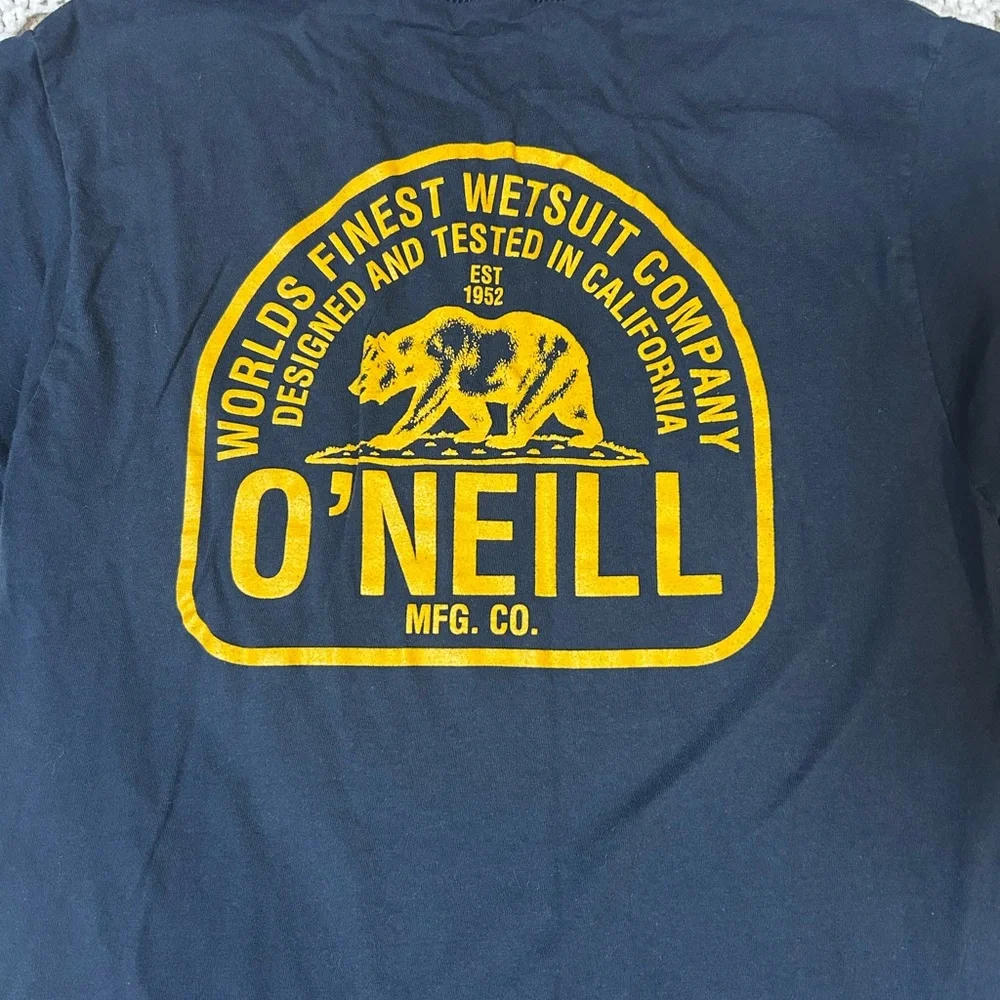 WORLDS FINEST WETSUIT COMPANY
DESIGNED AND TESTED IN CALIFORNIA
EST
1952
O'NEILL
MFG. CO.